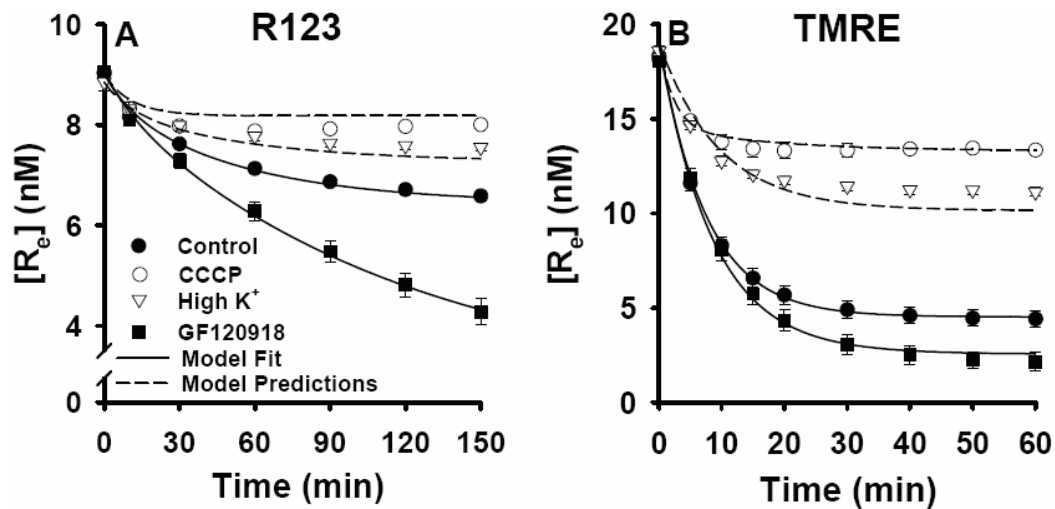 A R123
B TMRE
[Re] (nM)
10
8
6
4
0
Control
CCCP
High K+
GF120918
Model Fit
Model Predictions
0 30 60 90 120 150
Time (min)
[Re] (nM)
20
15
10
5
0
0 10 20 30 40 50 60
Time (min)